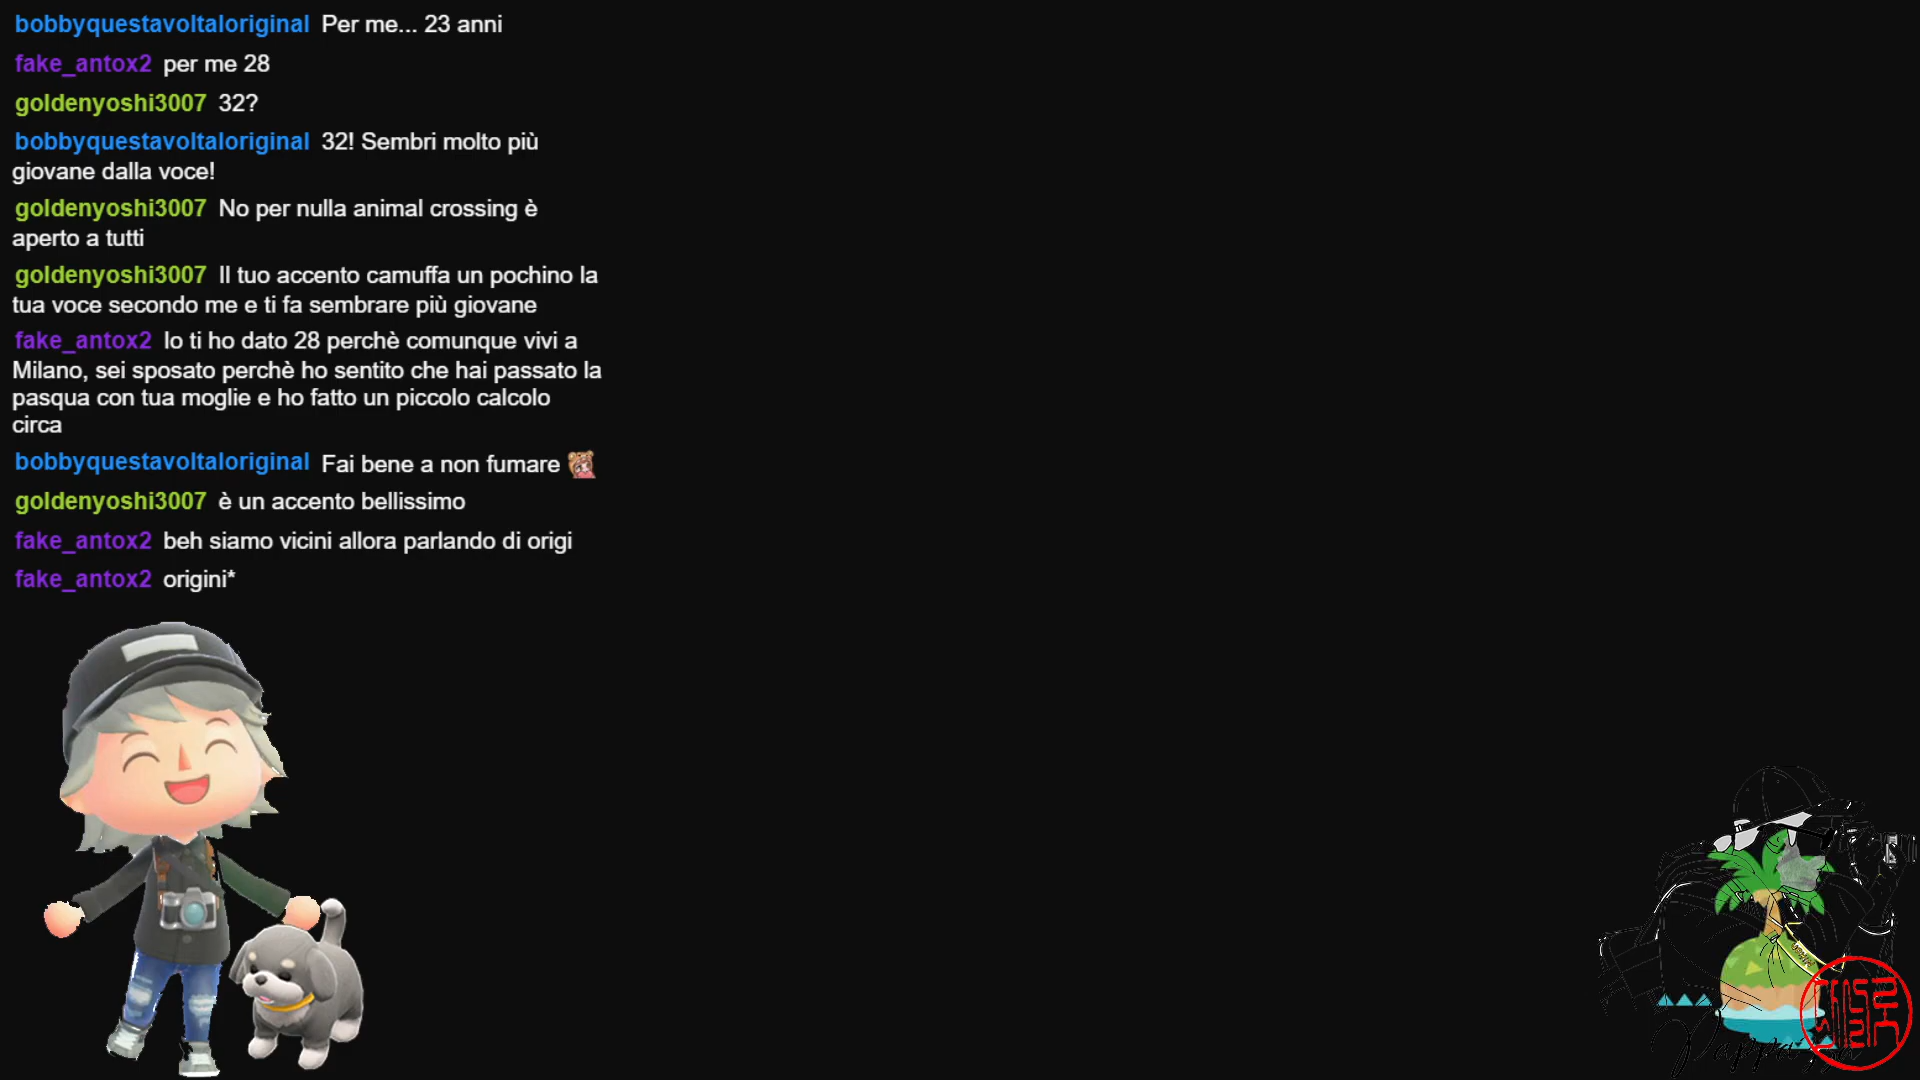 bobbyquestavoltaloriginal Per me... 23 anni
fake_antox2 per me 28
goldenyoshi3007 32?
bobbyquestavoltaloriginal 32! Sembri molto più
giovane dalla voce!
goldenyoshi3007 No per nulla animal crossing è
aperto a tutti
goldenyoshi3007 Il tuo accento camuffa un pochino la
tua voce secondo me e ti fa sembrare più giovane
fake_antox2 Io ti ho dato 28 perchè comunque vivi a
Milano, sei sposato perchè ho sentito che hai passato la
pasqua con tua moglie e ho fatto un piccolo calcolo
circa
bobbyquestavoltaloriginal Fai bene a non fumare
goldenyoshi3007 è un accento bellissimo
fake_antox2 beh siamo vicini allora parlando di origi
fake_antox2 origini*